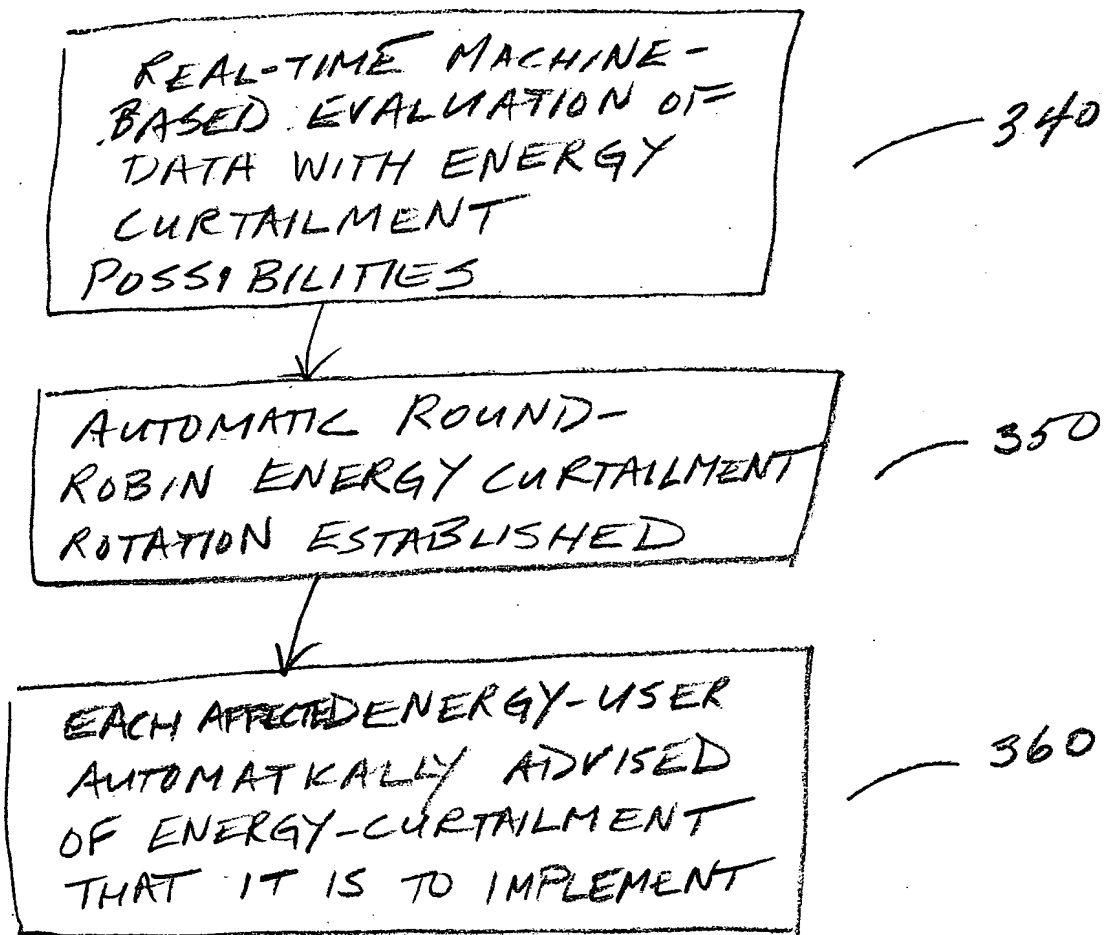 REAL-TIME MACHINE-
BASED EVALUATION OF
DATA WITH ENERGY
CURTAILMENT
POSSIBILITIES
340
AUTOMATIC ROUND-
ROBIN ENERGY CURTAILMENT
ROTATION ESTABLISHED
350
EACH AFFECTED ENERGY-USER
AUTOMATICALLY ADVISED
OF ENERGY-CURTAILMENT
THAT IT IS TO IMPLEMENT
360